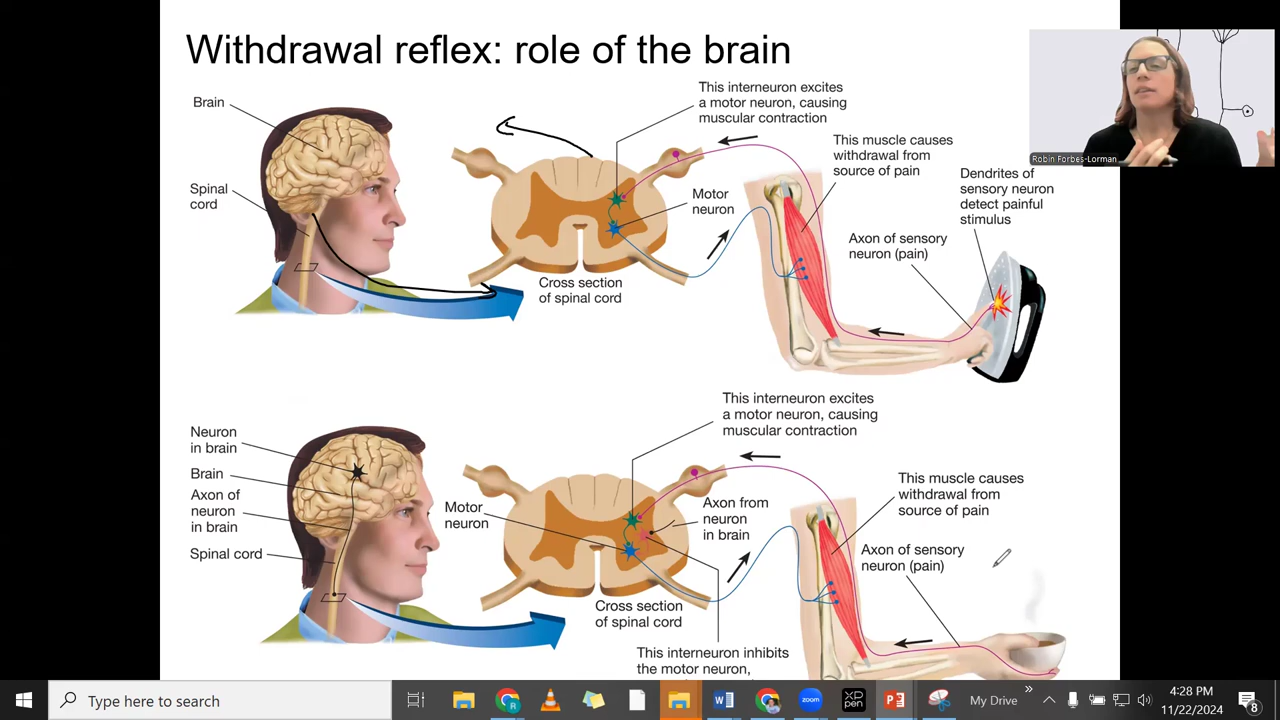 Withdrawal reflex: role of the brain
Robin Forbes-Lorman
Brain
Spinal
cord
This interneuron excites
a motor neuron, causing
muscular contraction
Motor
neuron
Cross section
of spinal cord
This muscle causes
withdrawal from
source of pain
Dendrites of
sensory neuron
detect painful
stimulus
Axon of sensory
neuron (pain)
Neuron
in brain
Brain
Axon of
neuron
in brain
Spinal cord
This interneuron excites
a motor neuron, causing
muscular contraction
Motor
neuron
Axon from
neuron
in brain
Cross section
of spinal cord
This muscle causes
withdrawal from
source of pain
Axon of sensory
neuron (pain)
This interneuron inhibits
the motor neuron,
Type here to search
My Drive
4:28 PM
11/22/2024
8